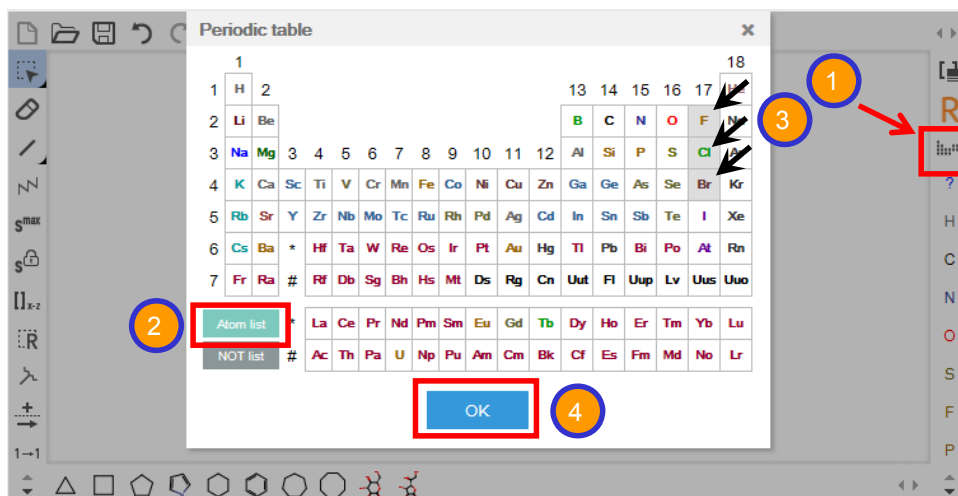 Periodic table ×
1 18
1 H 2 13 14 15 16 17 He
2 Li Be B C N O F Ne
3 Na Mg 3 4 5 6 7 8 9 10 11 12 Al Si P S Cl Ar
4 K Ca Sc Ti V Cr Mn Fe Co Ni Cu Zn Ga Ge As Se Br Kr
5 Rb Sr Y Zr Nb Mo Tc Ru Rh Pd Ag Cd In Sn Sb Te I Xe
6 Cs Ba * Hf Ta W Re Os Ir Pt Au Hg Tl Pb Bi Po At Rn
7 Fr Ra # Rf Db Sg Bh Hs Mt Ds Rg Cn Uut Fl Uup Lv Uus Uuo
Atom list * La Ce Pr Nd Pm Sm Eu Gd Tb Dy Ho Er Tm Yb Lu
NOT list # Ac Th Pa U Np Pu Am Cm Bk Cf Es Fm Md No Lr
OK
1
2
3
4
smax
s
[]x-z
R
1→1
R
?
H
C
N
O
S
F
P